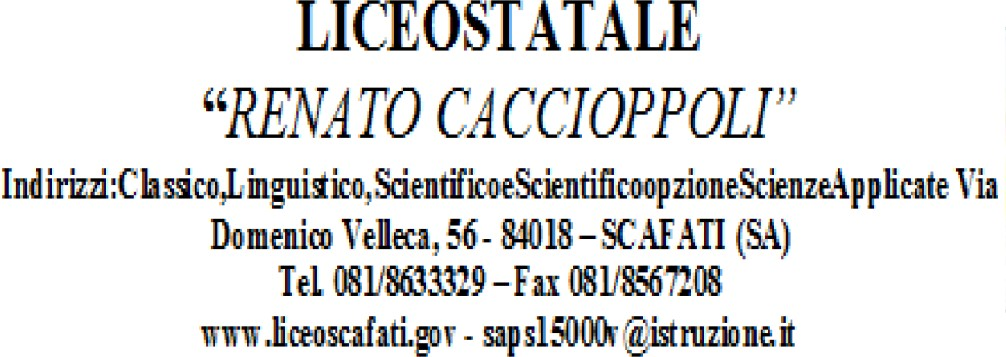 LICEOSTATALE
“RENATO CACCIOPPOLI”
Indirizzi:Classico,Linguistico,ScientificoeScientificoopzioneScienzeApplicate Via
Domenico Velleca, 56 - 84018 – SCAFATI (SA)
Tel. 081/8633329 – Fax 081/8567208
www.liceoscafati.gov - saps15000v@istruzione.it